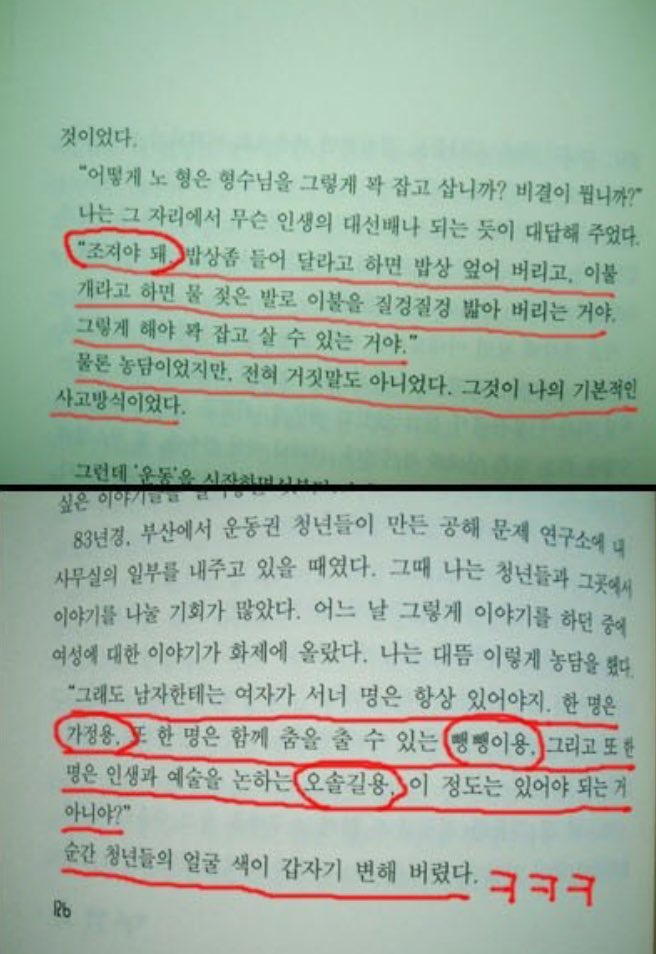 것이었다.
"어떻게 노 형은 형수님을 그렇게 꽉 잡고 삽니까? 비결이 뭡니까?"
나는 그 자리에서 무슨 인생의 대선배나 되는 듯이 대답해 주었다.
"조져야 돼. 밥상좀 들어 달라고 하면 밥상 엎어 버리고, 이불
개라고 하면 물 젖은 발로 이불을 질겅질겅 밟아 버리는 거야.
그렇게 해야 꽉 잡고 살 수 있는 거야."
물론 농담이었지만, 전혀 거짓말도 아니었다. 그것이 나의 기본적인
사고방식이었다.
그런데 '운동'을 시작하면서
싶은 이야기들을
83년경, 부산에서 운동권 청년들이 만든 공해 문제 연구소에 내
사무실의 일부를 내주고 있을 때였다. 그때 나는 청년들과 그곳에서
이야기를 나눌 기회가 많았다. 어느 날 그렇게 이야기를 하던 중에
여성에 대한 이야기가 화제에 올랐다. 나는 대뜸 이렇게 농담을 했다.
"그래도 남자한테는 여자가 서너 명은 항상 있어야지. 한 명은
가정용, 또 한 명은 함께 춤을 출 수 있는 뺑뺑이용, 그리고 또 한
명은 인생과 예술을 논하는 오솔길용, 이 정도는 있어야 되는 거
아니야?"
순간 청년들의 얼굴 색이 갑자기 변해 버렸다. ㅋㅋㅋ
126